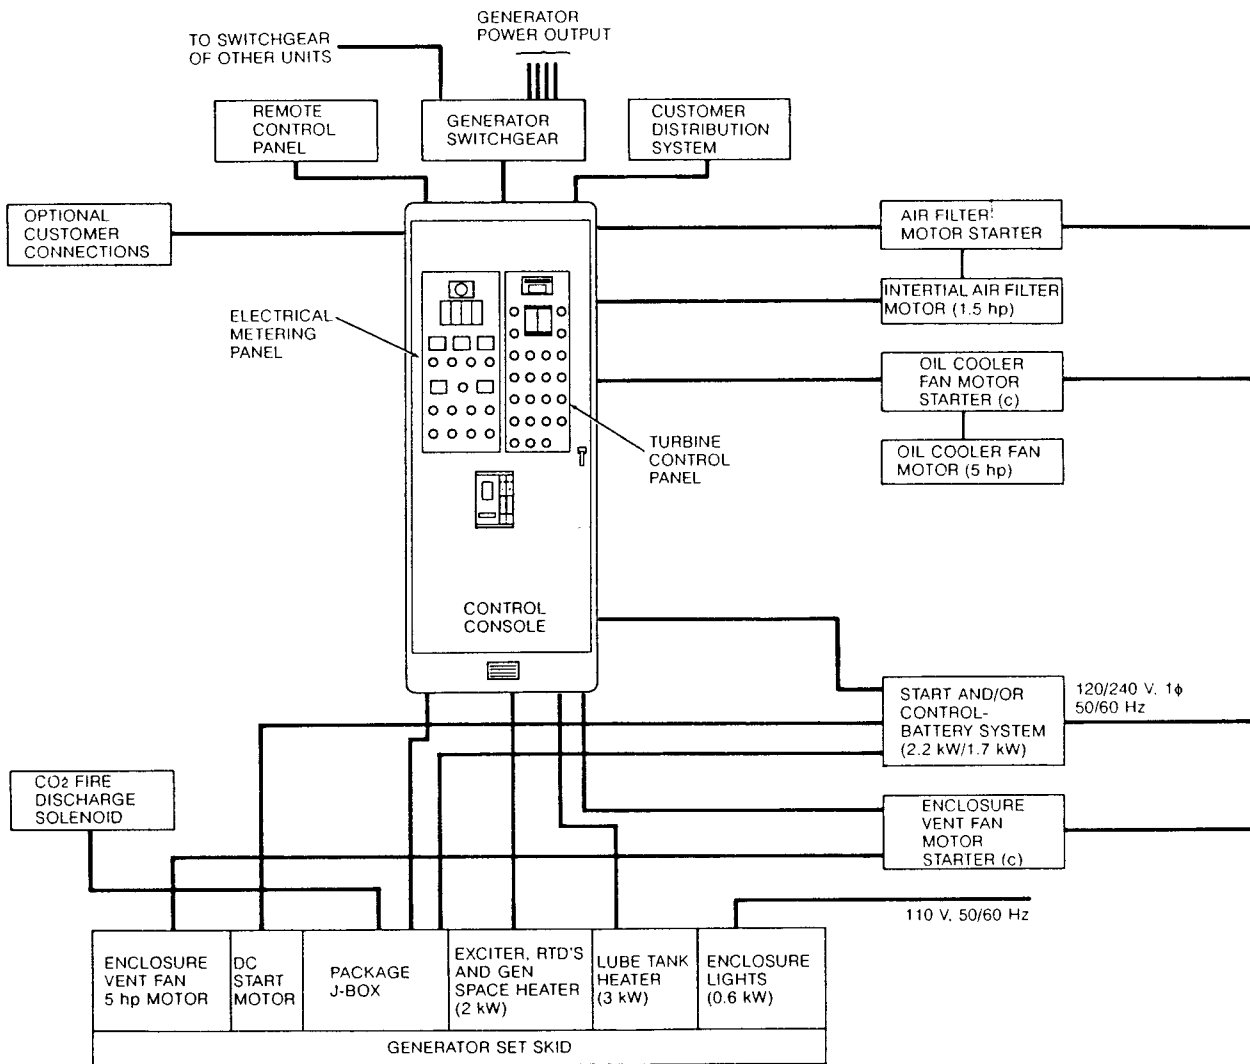 GENERATOR
POWER OUTPUT
TO SWITCHGEAR
OF OTHER UNITS
REMOTE
CONTROL
PANEL
GENERATOR
SWITCHGEAR
CUSTOMER
DISTRIBUTION
SYSTEM
OPTIONAL
CUSTOMER
CONNECTIONS
AIR FILTER
MOTOR STARTER
INTERTIAL AIR FILTER
MOTOR (1.5 hp)
ELECTRICAL
METERING
PANEL
OIL COOLER
FAN MOTOR
STARTER (c)
TURBINE
CONTROL
PANEL
OIL COOLER FAN
MOTOR (5 hp)
CONTROL
CONSOLE
START AND/OR
CONTROL-
BATTERY SYSTEM
(2.2 kW/1.7 kW)
120/240 V, 1ϕ
50/60 Hz
CO2 FIRE
DISCHARGE
SOLENOID
ENCLOSURE
VENT FAN
MOTOR
STARTER (c)
110 V, 50/60 Hz
ENCLOSURE
VENT FAN
5 hp MOTOR
DC
START
MOTOR
PACKAGE
J-BOX
EXCITER, RTD'S
AND GEN
SPACE HEATER
(2 kW)
LUBE TANK
HEATER
(3 kW)
ENCLOSURE
LIGHTS
(0.6 kW)
GENERATOR SET SKID